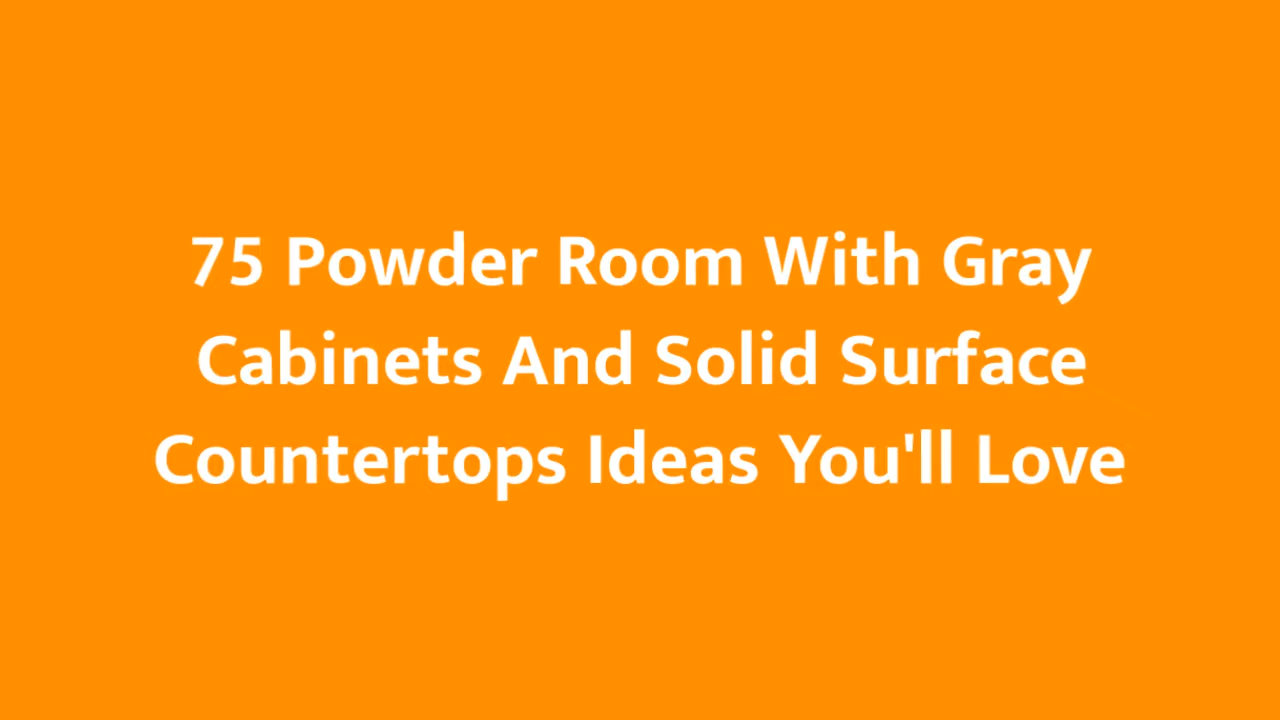 75 Powder Room With Gray
Cabinets And Solid Surface
Countertops Ideas You'll Love